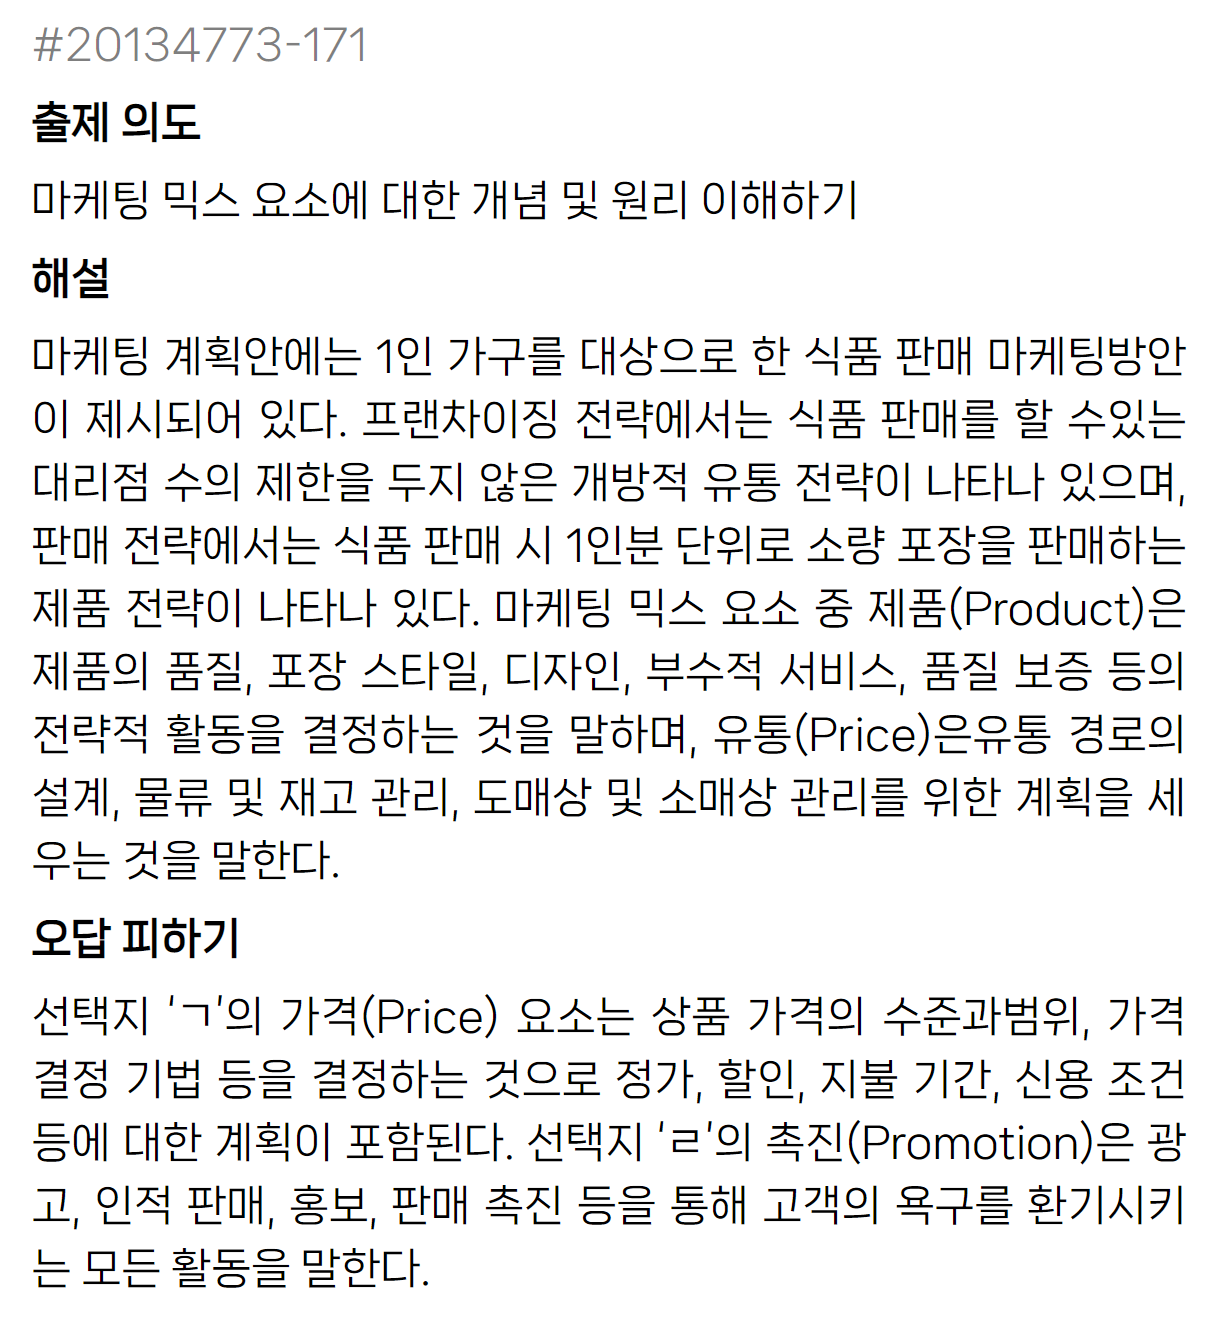 #20134773-171
출제 의도
마케팅 믹스 요소에 대한 개념 및 원리 이해하기
해설
마케팅 계획안에는 1인 가구를 대상으로 한 식품 판매 마케팅방안
이 제시되어 있다. 프랜차이징 전략에서는 식품 판매를 할 수있는
대리점 수의 제한을 두지 않은 개방적 유통 전략이 나타나 있으며,
판매 전략에서는 식품 판매 시 1인분 단위로 소량 포장을 판매하는
제품 전략이 나타나 있다. 마케팅 믹스 요소 중 제품(Product)은
제품의 품질, 포장 스타일, 디자인, 부수적 서비스, 품질 보증 등의
전략적 활동을 결정하는 것을 말하며, 유통(Price)은유통 경로의
설계, 물류 및 재고 관리, 도매상 및 소매상 관리를 위한 계획을 세
우는 것을 말한다.
오답 피하기
선택지 'ㄱ'의 가격(Price) 요소는 상품 가격의 수준과범위, 가격
결정 기법 등을 결정하는 것으로 정가, 할인, 지불 기간, 신용 조건
등에 대한 계획이 포함된다. 선택지 'ㄹ'의 촉진(Promotion)은 광
고, 인적 판매, 홍보, 판매 촉진 등을 통해 고객의 욕구를 환기시키
는 모든 활동을 말한다.